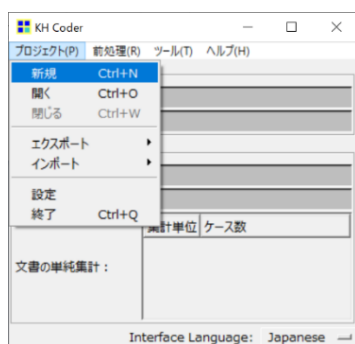 KH Coder
プロジェクト(P) 前処理(R) ツール(T) ヘルプ(H)
新規 Ctrl+N
開く Ctrl+O
閉じる Ctrl+W
エクスポート
インポート
設定
終了 Ctrl+Q
集計単位 ケース数
文書の単純集計：
Interface Language: Japanese